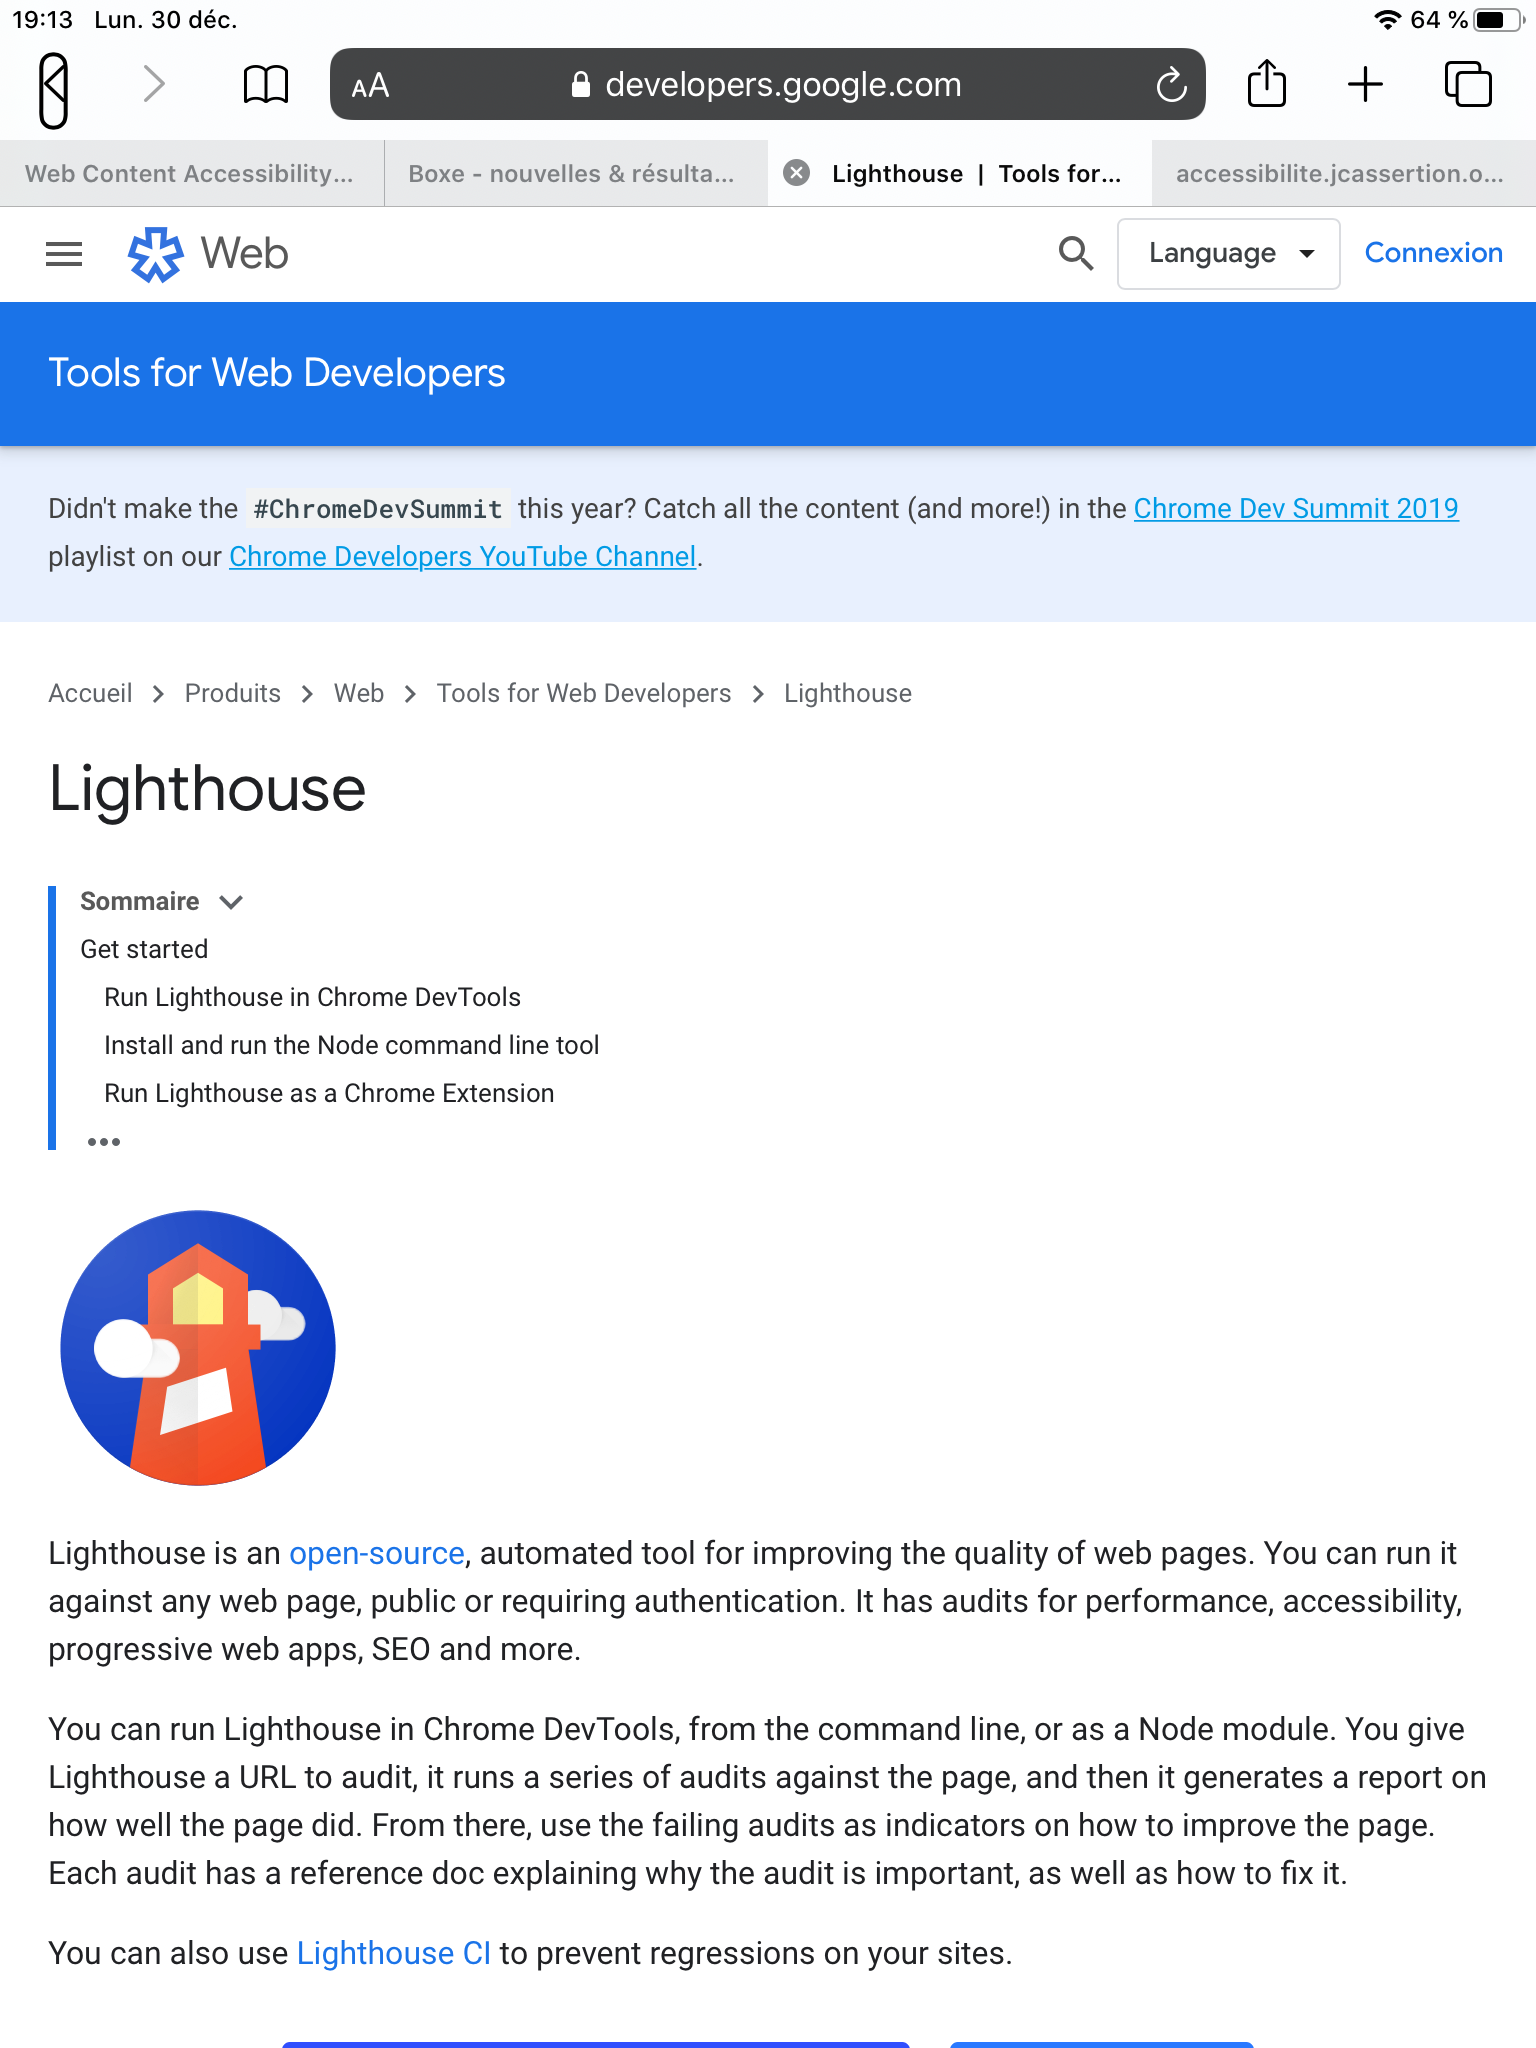 19:13 Lun. 30 déc.
64 %
AA developers.google.com
Web Content Accessibility...
Boxe - nouvelles & résulta...
Lighthouse | Tools for...
accessibilite.jcassertion.o...
Web
Language
Connexion
Tools for Web Developers
Didn't make the #ChromeDevSummit this year? Catch all the content (and more!) in the Chrome Dev Summit 2019
playlist on our Chrome Developers YouTube Channel.
Accueil > Produits > Web > Tools for Web Developers > Lighthouse
Lighthouse
Sommaire
Get started
Run Lighthouse in Chrome DevTools
Install and run the Node command line tool
Run Lighthouse as a Chrome Extension
•••
Lighthouse is an open-source, automated tool for improving the quality of web pages. You can run it
against any web page, public or requiring authentication. It has audits for performance, accessibility,
progressive web apps, SEO and more.
You can run Lighthouse in Chrome DevTools, from the command line, or as a Node module. You give
Lighthouse a URL to audit, it runs a series of audits against the page, and then it generates a report on
how well the page did. From there, use the failing audits as indicators on how to improve the page.
Each audit has a reference doc explaining why the audit is important, as well as how to fix it.
You can also use Lighthouse CI to prevent regressions on your sites.